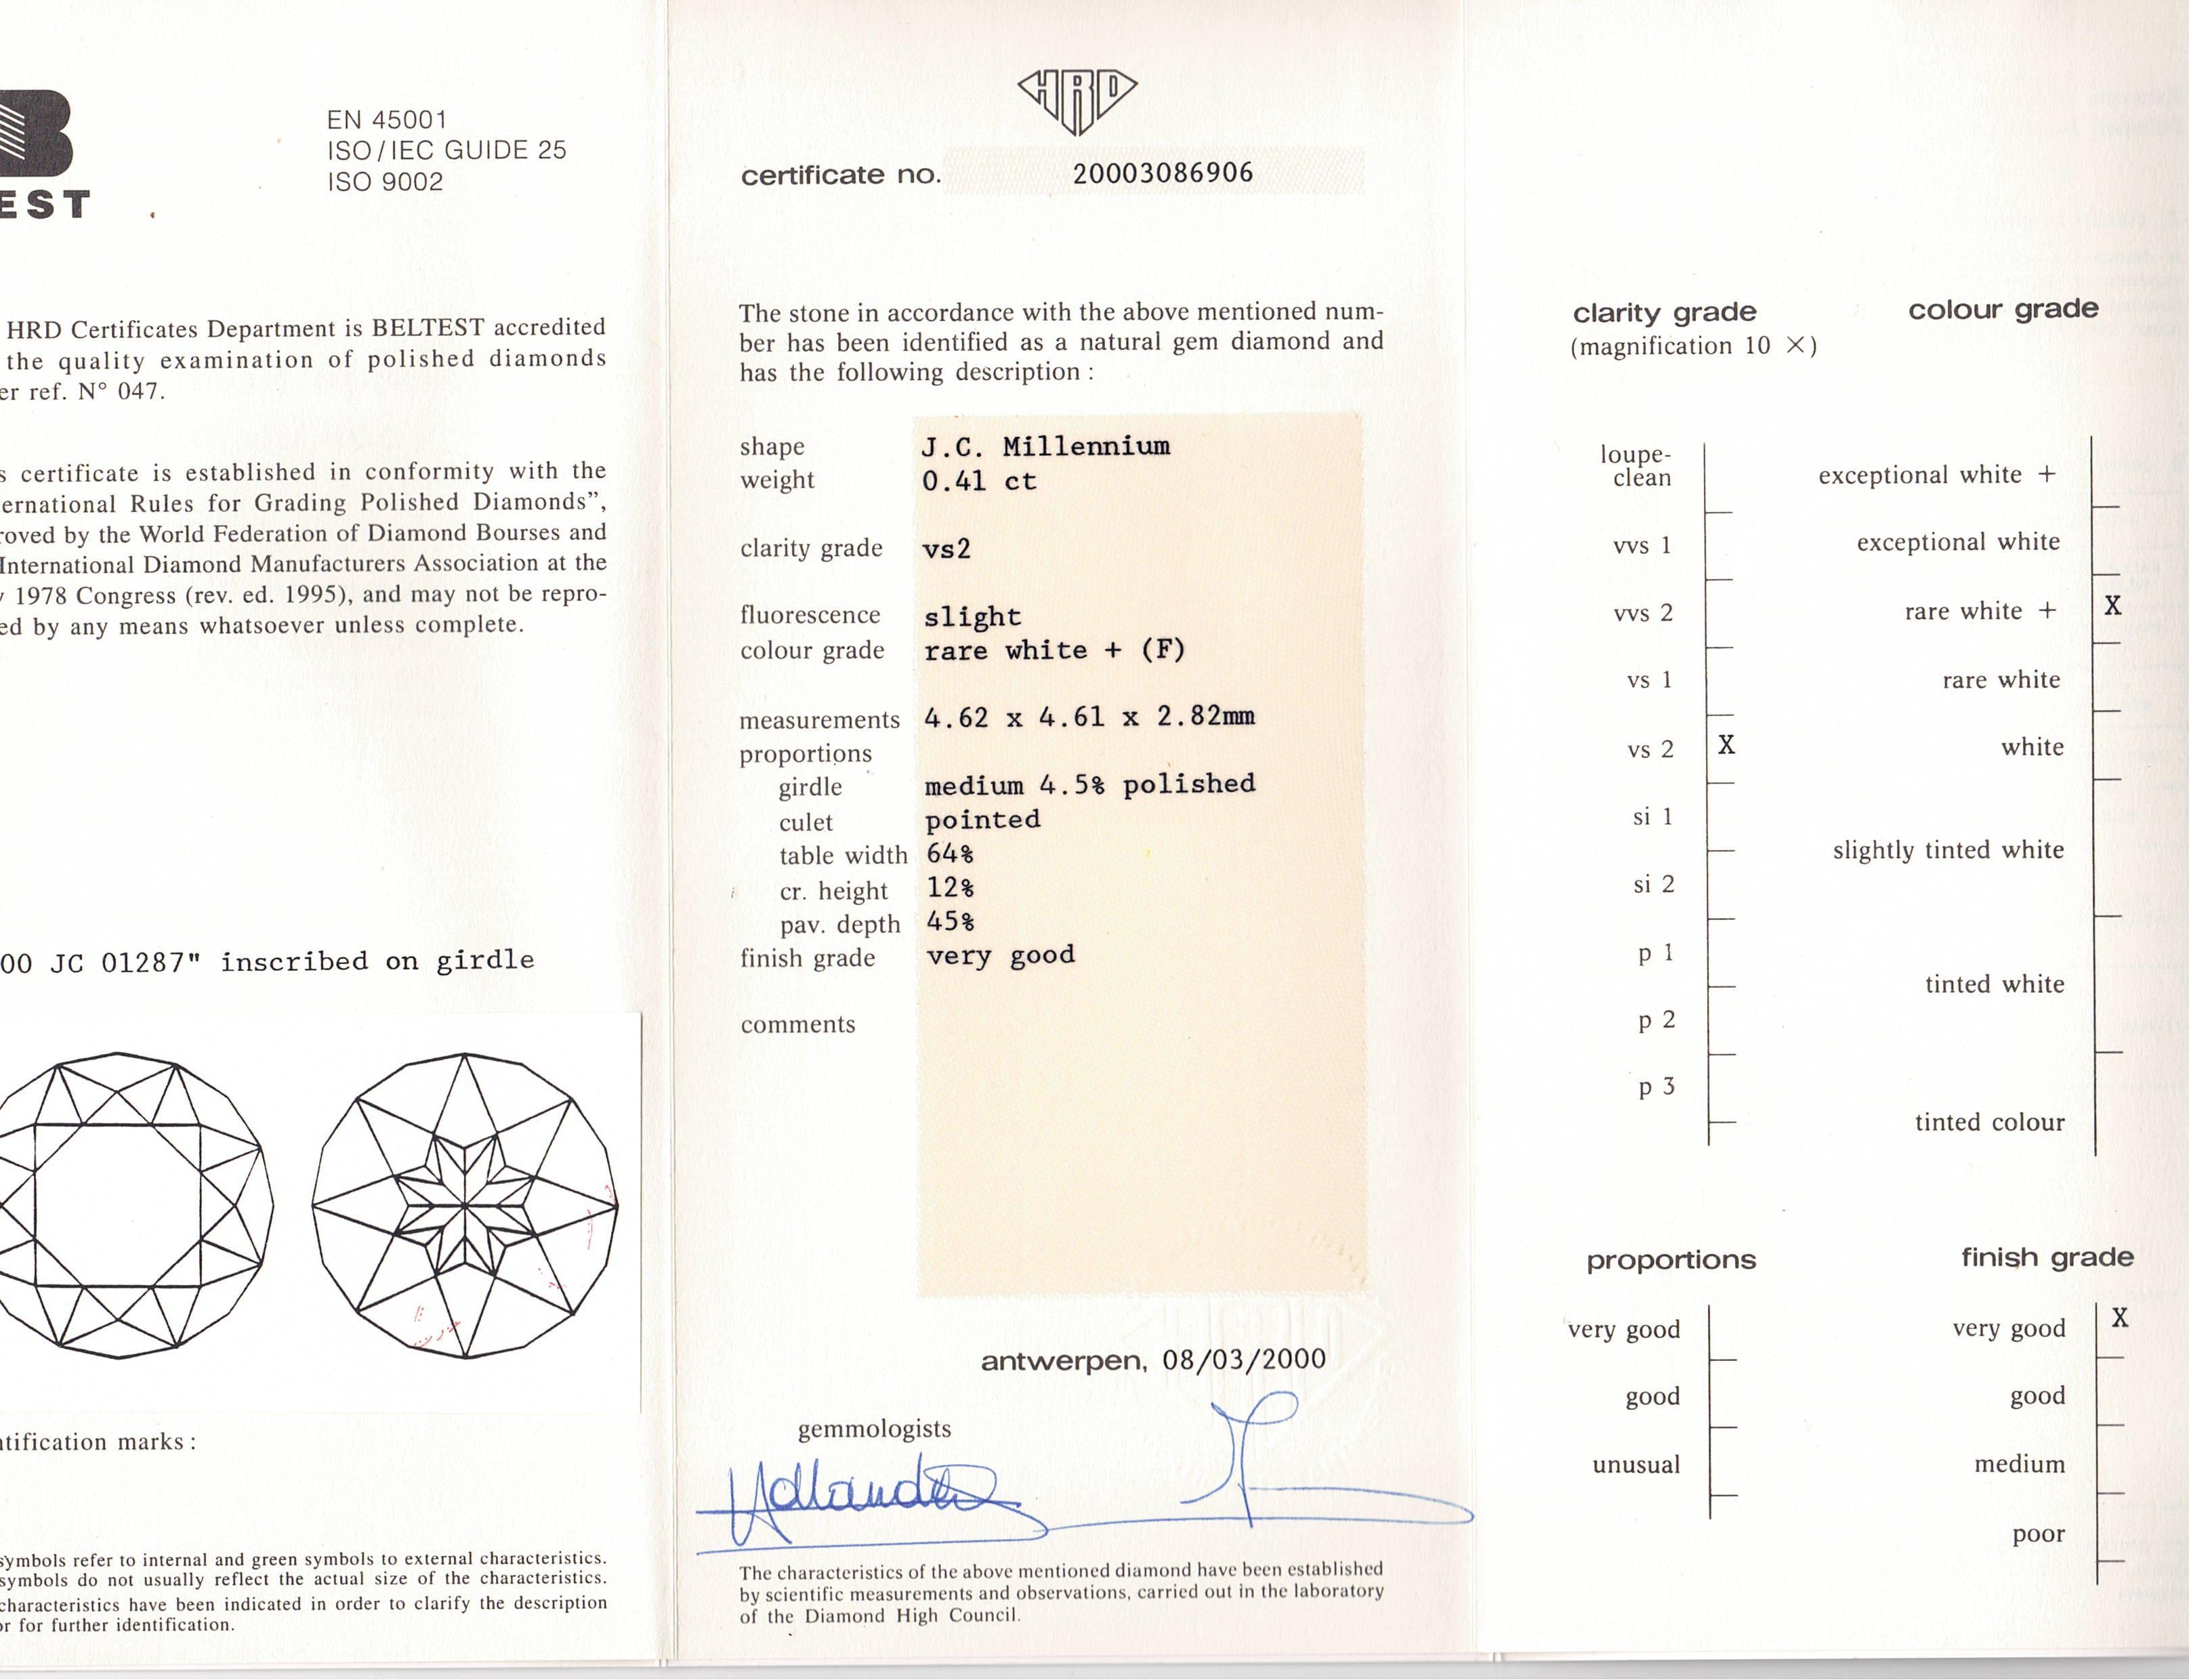 EST
EN 45001
ISO/IEC GUIDE 25
ISO 9002
HRD Certificates Department is BELTEST accredited
the quality examination of polished diamonds
er ref. N° 047.
s certificate is established in conformity with the
ernational Rules for Grading Polished Diamonds”,
roved by the World Federation of Diamond Bourses and
International Diamond Manufacturers Association at the
1978 Congress (rev. ed. 1995), and may not be repro-
ed by any means whatsoever unless complete.
00 JC 01287" inscribed on girdle
ntification marks :
symbols refer to internal and green symbols to external characteristics.
symbols do not usually reflect the actual size of the characteristics.
characteristics have been indicated in order to clarify the description
or for further identification.
HRD
certificate no. 20003086906
The stone in accordance with the above mentioned num-
ber has been identified as a natural gem diamond and
has the following description :
shape J.C. Millennium
weight 0.41 ct
clarity grade vs2
fluorescence slight
colour grade rare white + (F)
measurements 4.62 x 4.61 x 2.82mm
proportions
girdle medium 4.5% polished
culet pointed
table width 64%
cr. height 12%
pav. depth 45%
finish grade very good
comments
antwerpen, 08/03/2000
gemmologists
The characteristics of the above mentioned diamond have been established
by scientific measurements and observations, carried out in the laboratory
of the Diamond High Council.
clarity grade
(magnification 10 ×)
loupe-
clean
vvs 1
vvs 2
vs 1
vs 2 X
si 1
si 2
p 1
p 2
p 3
colour grade
exceptional white +
exceptional white
rare white + X
rare white
white
slightly tinted white
tinted white
tinted colour
proportions
very good
good
unusual
finish grade
very good X
good
medium
poor